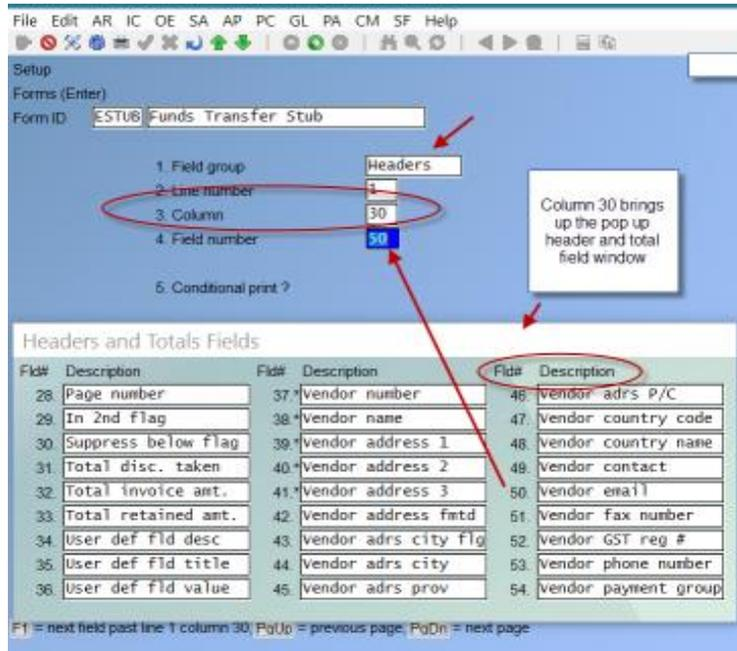 File Edit AR IC OE SA AP PC GL PA CM SF Help
Setup
Forms (Enter)
Form ID ESTUB Funds Transfer Stub
1. Field group Headers
2. Line number 1
3. Column 30
4. Field number 50
5. Conditional print ?
Column 30 brings
up the pop up
header and total
field window
Headers and Totals Fields
Fld# Description Fld# Description Fld# Description
28. Page number 37.* Vendor number 46. Vendor adrs P/C
29. In 2nd flag 38.* Vendor name 47. Vendor country code
30. Suppress below flag 39.* Vendor address 1 48. Vendor country name
31. Total disc. taken 40.* Vendor address 2 49. Vendor contact
32. Total invoice amt. 41.* Vendor address 3 50. Vendor email
33. Total retained amt. 42. Vendor address fmtd 51. Vendor fax number
34. User def fld desc 43. Vendor adrs city flg 52. Vendor GST reg #
35. User def fld title 44. Vendor adrs city 53. Vendor phone number
36. User def fld value 45. Vendor adrs prov 54. Vendor payment group
F1 = next field past line 1 column 30, PgUp = previous page, PgDn = next page